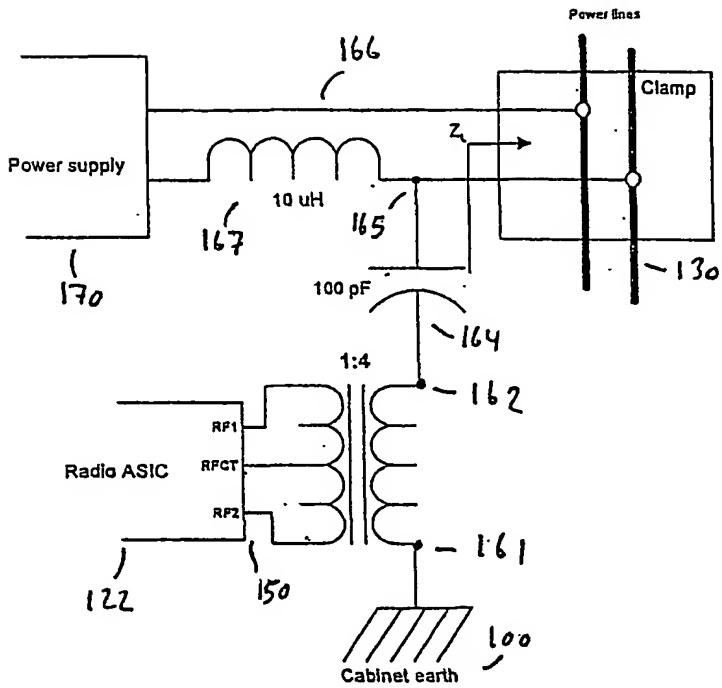 Power lines
166
Clamp
Z
Power supply
10 uH
167
165
170
130
100 pF
164
1:4
162
RF1
Radio ASIC
RFCT
RF2
161
122
150
100
Cabinet earth